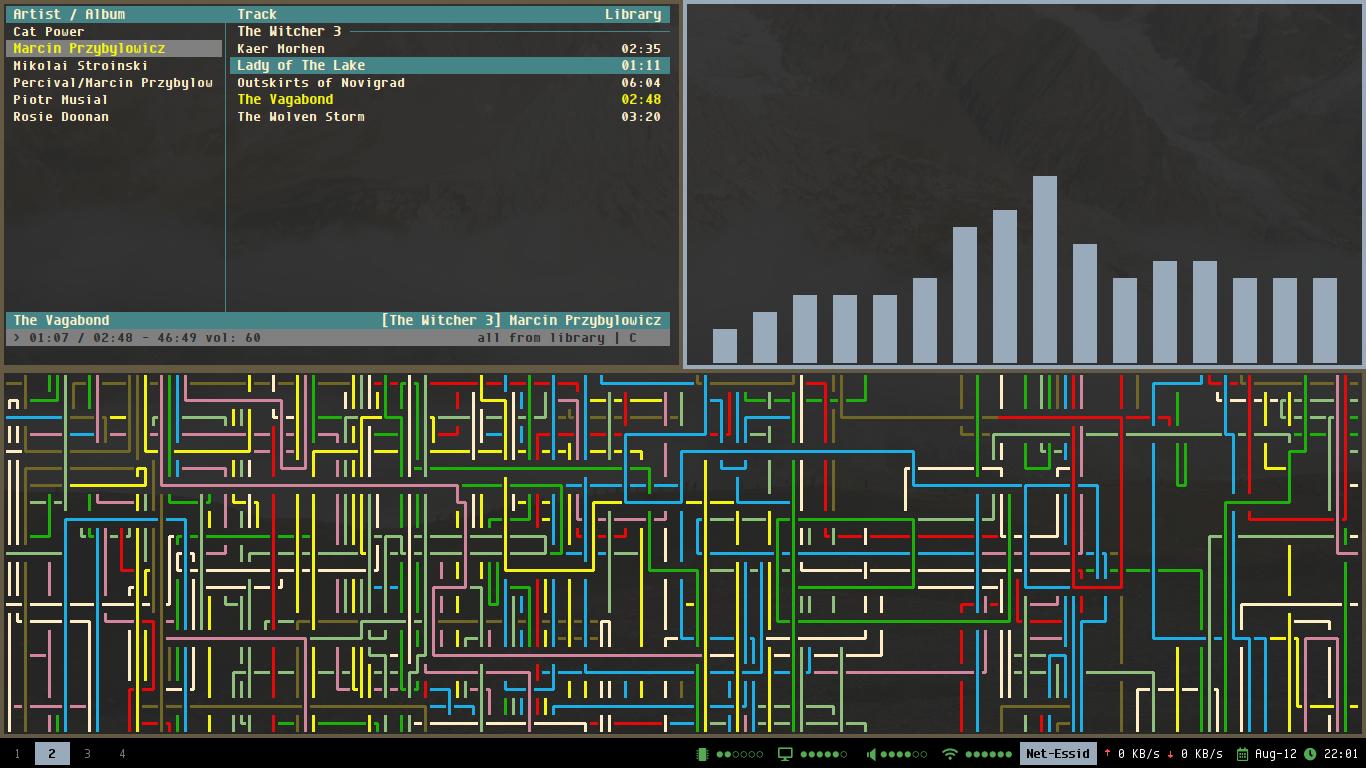 Artist / Album Track Library
Cat Power The Witcher 3
Marcin Przybylowicz Kaer Morhen 02:35
Mikolai Stroinski Lady of The Lake 01:11
Percival/Marcin Przybylow Outskirts of Novigrad 06:04
Piotr Musial The Vagabond 02:48
Rosie Doonan The Wolven Storm 03:20
The Vagabond [The Witcher 3] Marcin Przybylowicz
> 01:07 / 02:48 - 46:49 vol: 60 all from library | C
1 2 3 4 Net-Essid ↑ 0 KB/s ↓ 0 KB/s Aug-12 22:01